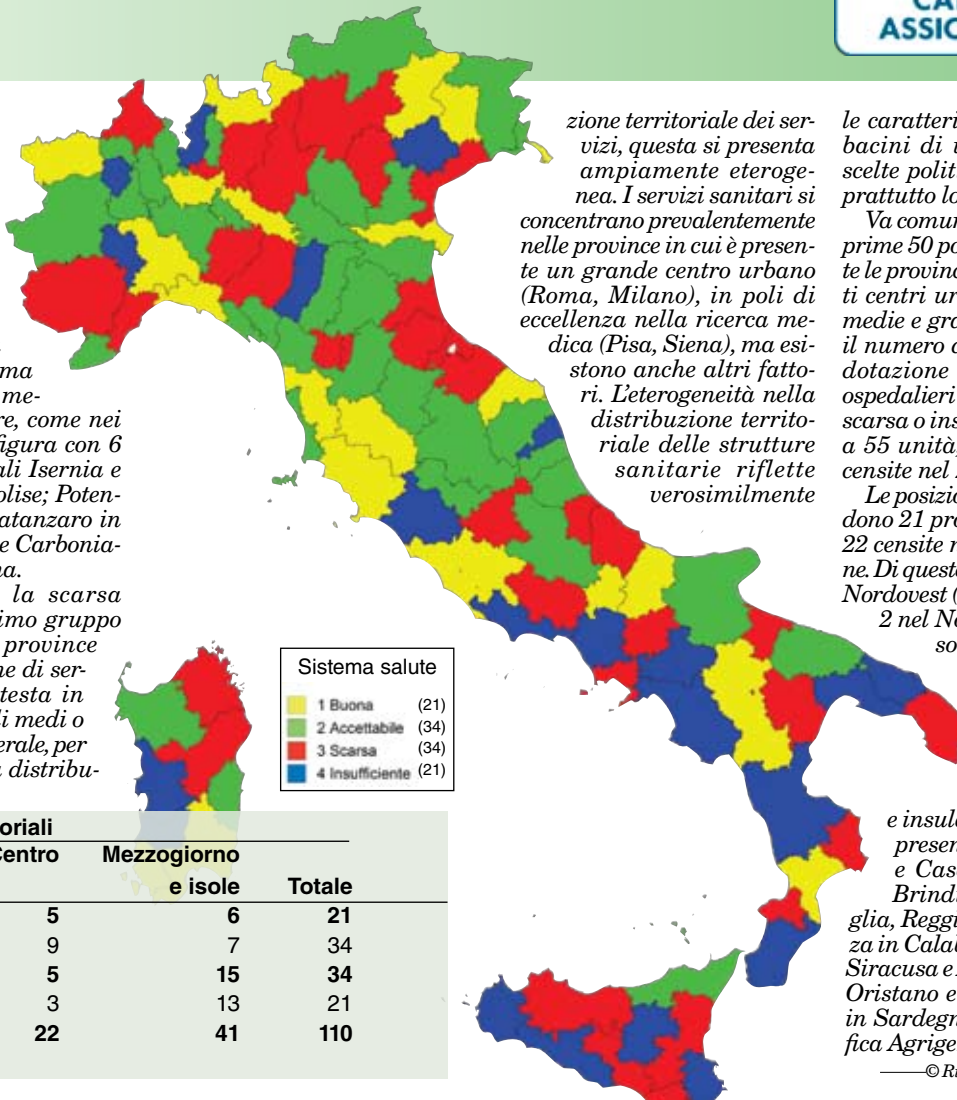 CA
ASSIC
ma
me-
re, come nei
figura con 6
ali Isernia e
olise; Poten-
atanzaro in
e Carbonia-
na.
la scarsa
imo gruppo
province
ne di ser-
testa in
li medi o
erale, per
a distribu-
zione territoriale dei ser-
vizi, questa si presenta
ampiamente eteroge-
nea. I servizi sanitari si
concentrano prevalentemente
nelle province in cui è presen-
te un grande centro urbano
(Roma, Milano), in poli di
eccellenza nella ricerca me-
dica (Pisa, Siena), ma esi-
stono anche altri fatto-
ri. L'eterogeneità nella
distribuzione territo-
riale delle strutture
sanitarie riflette
verosimilmente
le caratteri
bacini di u
scelte polit
prattutto lo
Va comun
prime 50 po
te le provinc
ti centri ur
medie e gra
il numero d
dotazione
ospedalieri
scarsa o ins
a 55 unità,
censite nel
Le posizio
dono 21 pro
22 censite n
ne. Di queste
Nordovest (
2 nel Ne
so
e insule
presen
e Cas
Brind
glia, Reggi
za in Calab
Siracusa e
Oristano e
in Sardegn
fica Agrige
© Ri
Sistema salute
1 Buona (21)
2 Accettabile (34)
3 Scarsa (34)
4 Insufficiente (21)
oriali
Centro Mezzogiorno
e isole Totale
5 6 21
9 7 34
5 15 34
3 13 21
22 41 110